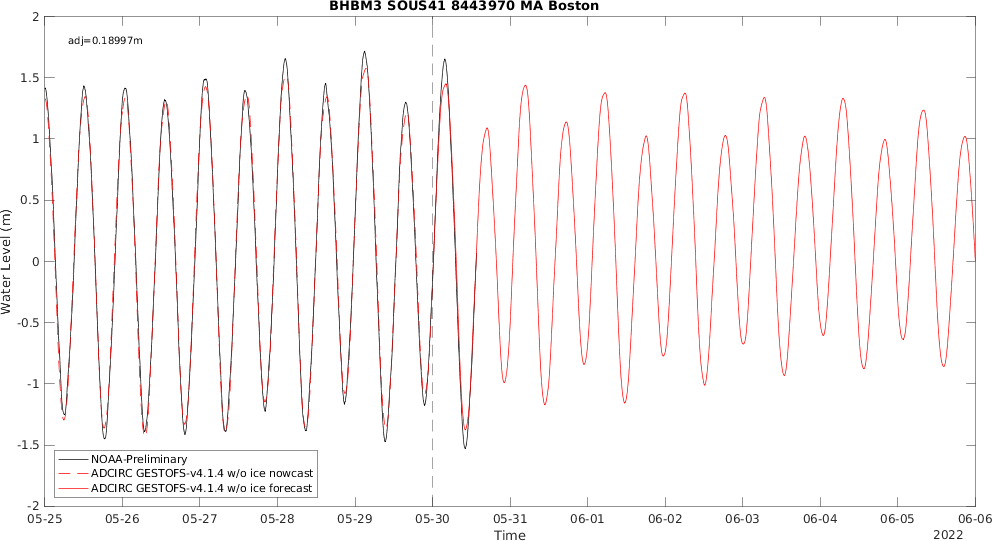 BHBM3 SOUS41 8443970 MA Boston
adj=0.18997m
Water Level (m)
2
1.5
1
0.5
0
-0.5
-1
-1.5
-2
NOAA-Preliminary
ADCIRC GESTOFS-v4.1.4 w/o ice nowcast
ADCIRC GESTOFS-v4.1.4 w/o ice forecast
05-25 05-26 05-27 05-28 05-29 05-30 05-31 06-01 06-02 06-03 06-04 06-05 06-06
Time
2022